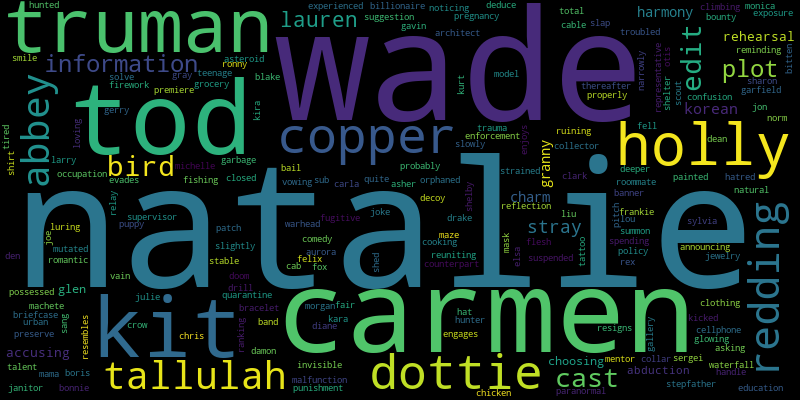 hunted
truman
smile
information
asteroid
solve
gray
teenage
ronny
firework
premiere
grocery
blake
kira
lauren
experienced
billionaire
suggestion
gavin
pregnancy
architect
noticing
deduce
cable
total
slap
harmony
troubled
climbing
monica
bounty
exposure
edit
rehearsal
reminding
bitten
wade
kurt
model
thereafter
properly
narrowly
representative
otis
shelter
scout
plot
sharon
garfield
korean
jon
confusion
norm
abbey
tod
gerry
loving
copper
trauma
enforcement
slowly
enjoys
ruining
collector
fell
holly
dean
tired
shirt
larry
occupation
evades
bird
michelle
fishing
garbage
closed
bail
probably
strained
granny
clark
deeper
roommate
painted
hatred
natural
relay
supervisor
puppy
patch
slightly
vowing
sub
carla
quite
asher
orphaned
shelby
charm
reflection
banner
joke
decoy
drake
stray
liu
pitch
frankie
lou
summon
sylvia
announcing
fugitive
warhead
comedy
aurora
maze
cooking
reuniting
counterpart
mask
elsa
flesh
suspended
tattoo
spending
policy
rex
jewelry
joe
luring
mutated
romantic
den
vain
stable
felix
cab
fox
shed
natalie
redding
possessed
glen
machete
briefcase
urban
preserve
sang
julie
doom
drill
quarantine
bracelet
ranking
morgan
fair
kara
diane
hat
hunter
carmen
engages
resigns
gallery
clothing
kicked
cellphone
glowing
asking
kit
crow
chris
band
damon
accusing
resembles
invisible
malfunction
punishment
talent
mama
boris
janitor
bonnie
tallulah
dottie
chicken
cast
choosing
mentor
collar
sergei
waterfall
abduction
handle
paranormal
stepfather
education